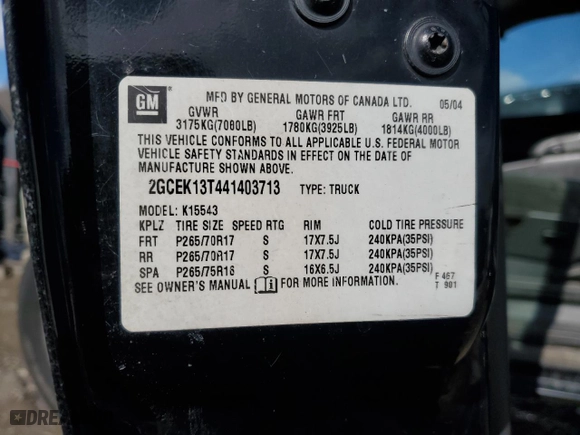 GM
MFD BY GENERAL MOTORS OF CANADA LTD. 05/04
GVWR GAWR FRT GAWR RR
3175KG(7000LB) 1780KG(3925LB) 1814KG(4000LB)
THIS VEHICLE CONFORMS TO ALL APPLICABLE U.S. FEDERAL MOTOR
VEHICLE SAFETY STANDARDS IN EFFECT ON THE DATE OF
MANUFACTURE SHOWN ABOVE.
2GCEK13T441403713 TYPE: TRUCK
MODEL: K15543
KPLZ TIRE SIZE SPEED RTG RIM COLD TIRE PRESSURE
FRT P265/70R17 S 17X7.5J 240KPA(35PSI)
RR P265/70R17 S 17X7.5J 240KPA(35PSI)
SPA P265/75R16 S 16X6.5J 240KPA(35PSI)
SEE OWNER'S MANUAL FOR MORE INFORMATION. F 467
T 981